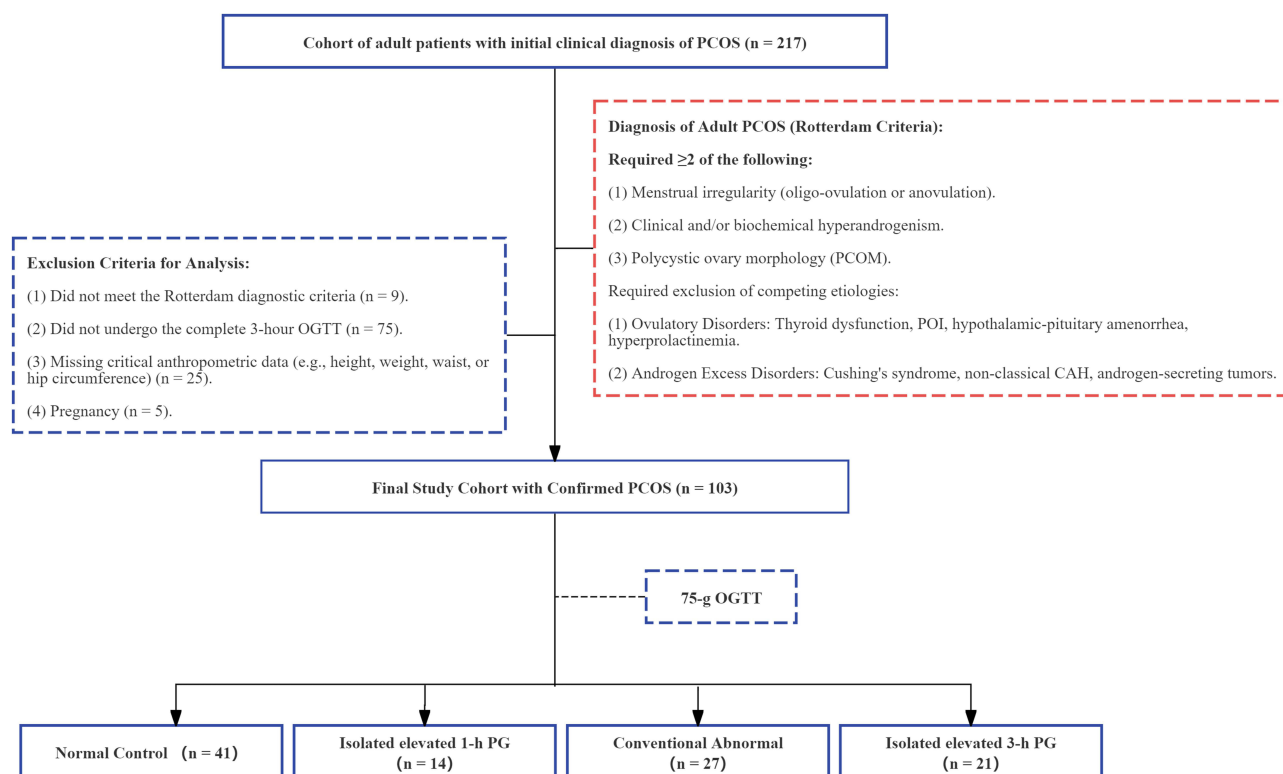 Cohort of adult patients with initial clinical diagnosis of PCOS (n = 217)
Diagnosis of Adult PCOS (Rotterdam Criteria):
Required ≥2 of the following:
(1) Menstrual irregularity (oligo-ovulation or anovulation).
(2) Clinical and/or biochemical hyperandrogenism.
(3) Polycystic ovary morphology (PCOM).
Required exclusion of competing etiologies:
(1) Ovulatory Disorders: Thyroid dysfunction, POI, hypothalamic-pituitary amenorrhea,
hyperprolactinemia.
(2) Androgen Excess Disorders: Cushing's syndrome, non-classical CAH, androgen-secreting tumors.
Exclusion Criteria for Analysis:
(1) Did not meet the Rotterdam diagnostic criteria (n = 9).
(2) Did not undergo the complete 3-hour OGTT (n = 75).
(3) Missing critical anthropometric data (e.g., height, weight, waist, or
hip circumference) (n = 25).
(4) Pregnancy (n = 5).
Final Study Cohort with Confirmed PCOS (n = 103)
75-g OGTT
Normal Control (n = 41)
Isolated elevated 1-h PG
(n = 14)
Conventional Abnormal
(n = 27)
Isolated elevated 3-h PG
(n = 21)